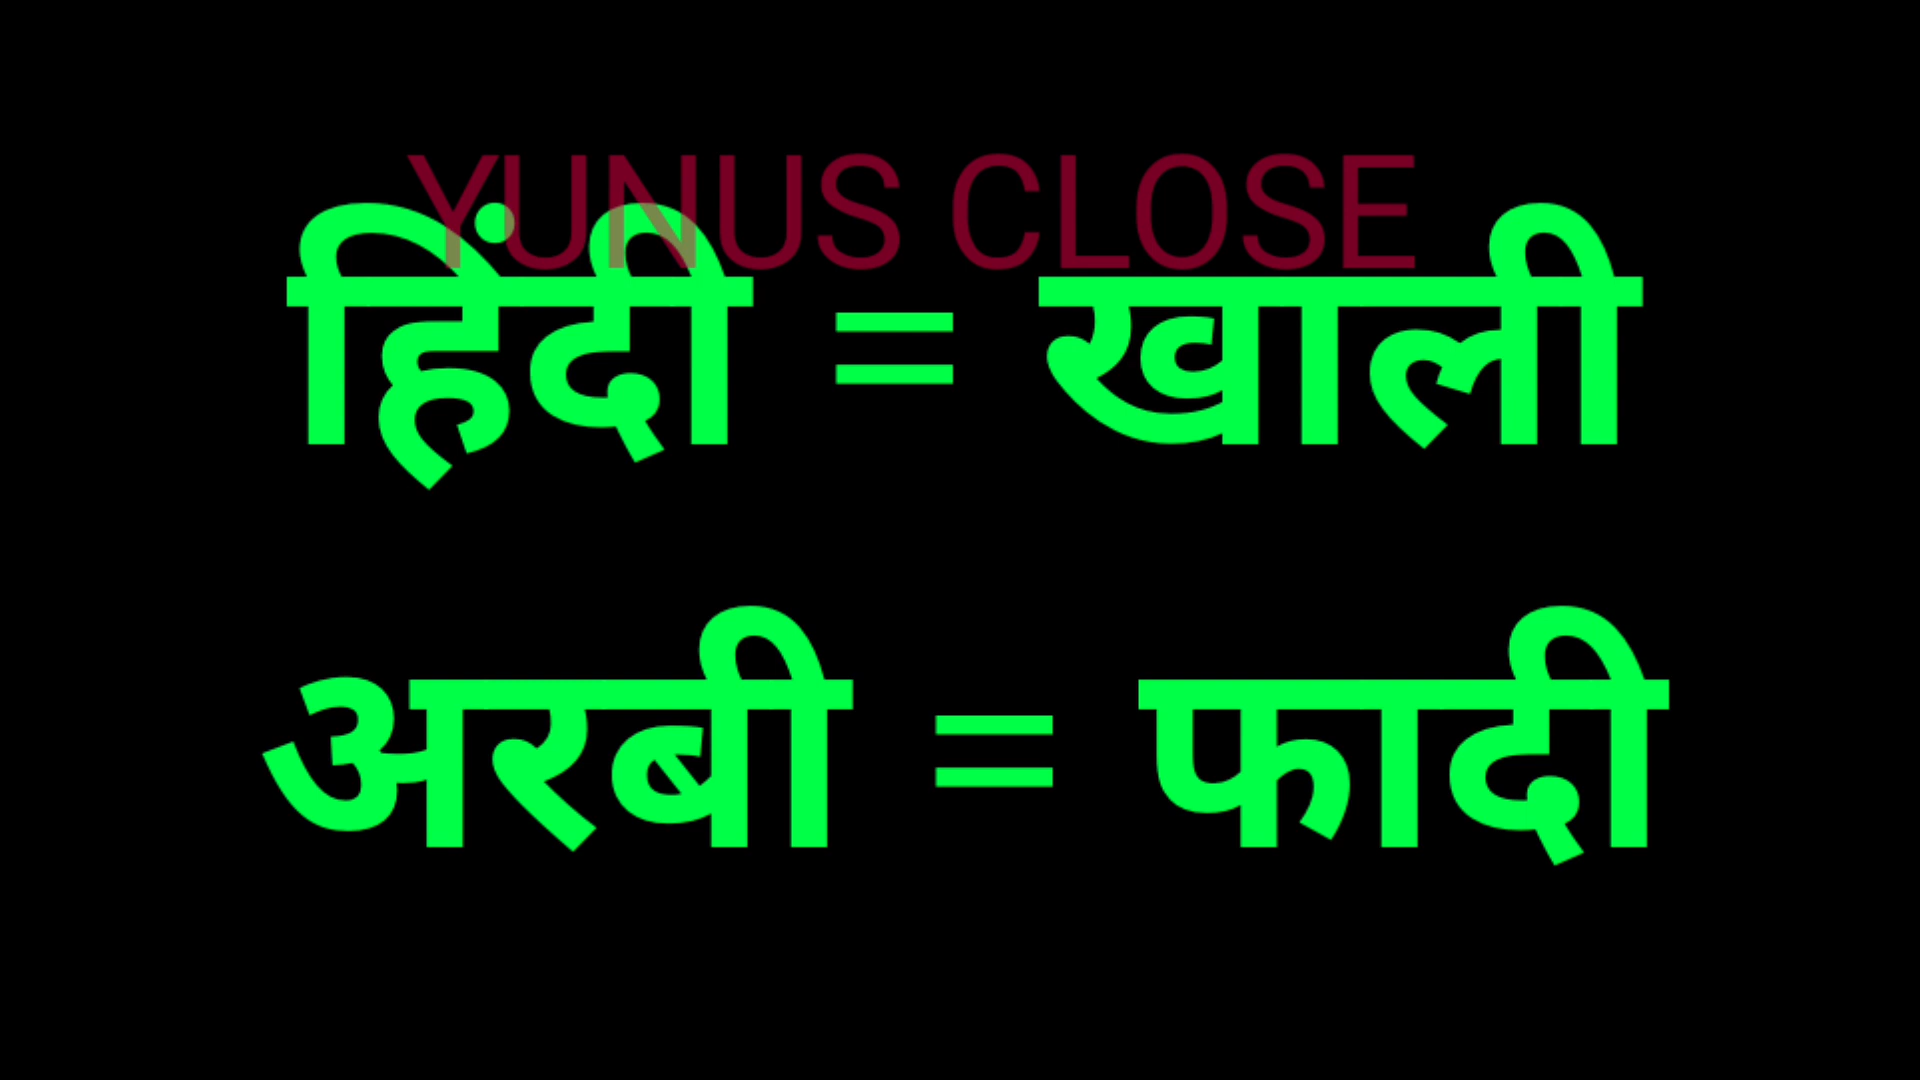 YUNUS CLOSE
हिंदी = खाली
अरबी = फादी